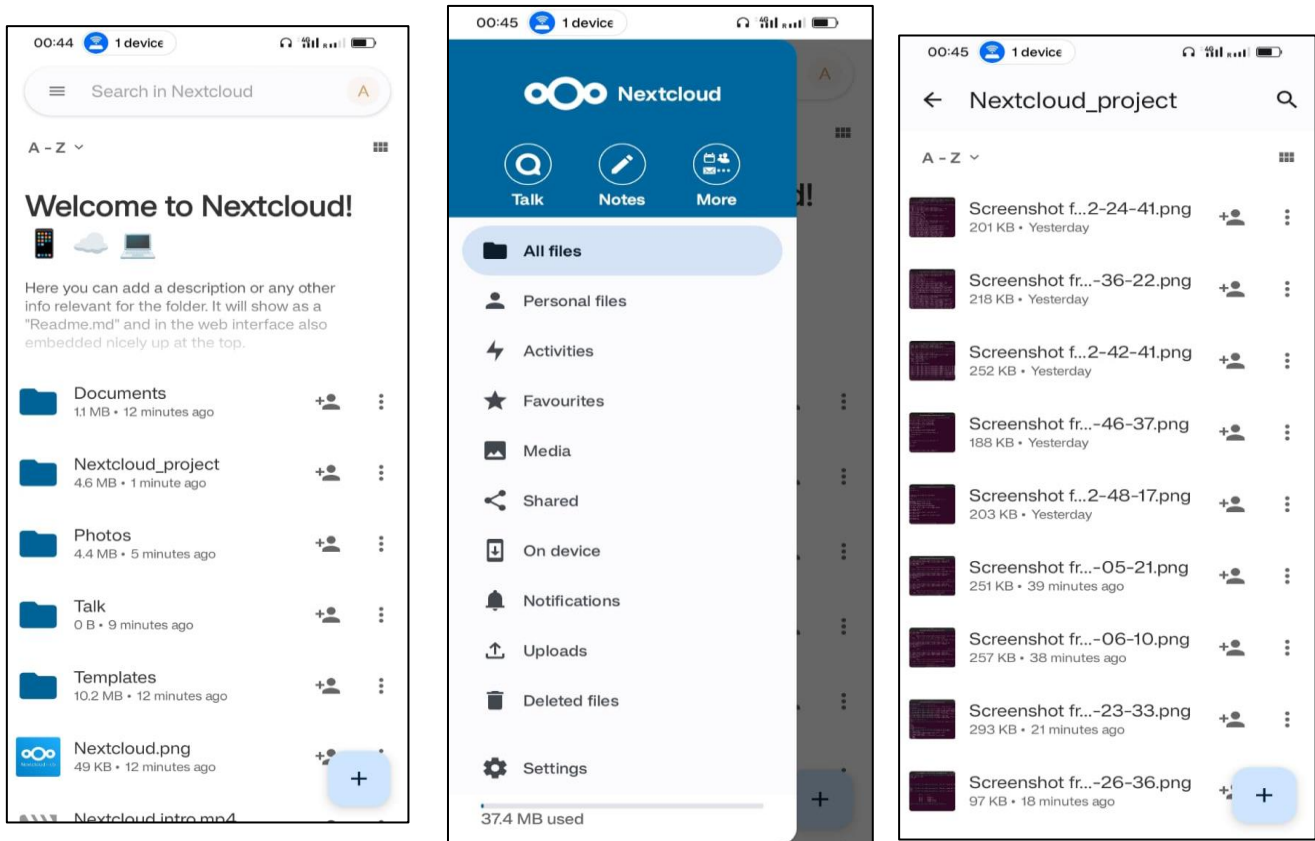 00:44 1 device
Search in Nextcloud A
A - Z
Welcome to Nextcloud!
Here you can add a description or any other
info relevant for the folder. It will show as a
"Readme.md" and in the web interface also
embedded nicely up at the top.
Documents
1.1 MB • 12 minutes ago
Nextcloud_project
4.6 MB • 1 minute ago
Photos
4.4 MB • 5 minutes ago
Talk
0 B • 9 minutes ago
Templates
10.2 MB • 12 minutes ago
Nextcloud.png
49 KB • 12 minutes ago
Nextcloud intro.mp4
00:45 1 device
A
Nextcloud
Talk Notes More
d!
All files
Personal files
Activities
Favourites
Media
Shared
On device
Notifications
Uploads
Deleted files
Settings
37.4 MB used
00:45 1 device
Nextcloud_project
A - Z
Screenshot f...2-24-41.png
201 KB • Yesterday
Screenshot fr...-36-22.png
218 KB • Yesterday
Screenshot f...2-42-41.png
252 KB • Yesterday
Screenshot fr...-46-37.png
188 KB • Yesterday
Screenshot f...2-48-17.png
203 KB • Yesterday
Screenshot fr...-05-21.png
251 KB • 39 minutes ago
Screenshot fr...-06-10.png
257 KB • 38 minutes ago
Screenshot fr...-23-33.png
293 KB • 21 minutes ago
Screenshot fr...-26-36.png
97 KB • 18 minutes ago